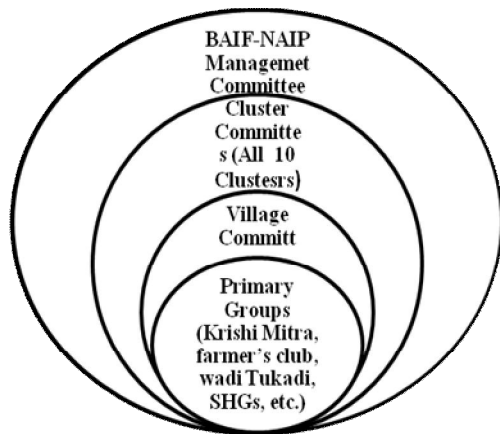 BAIF-NAIP
Managemet
Committee
Cluster
Committe
s (All 10
Clustesrs)
Village
Committ
Primary
Groups
(Krishi Mitra,
farmer's club,
wadi Tukadi,
SHGs, etc.)